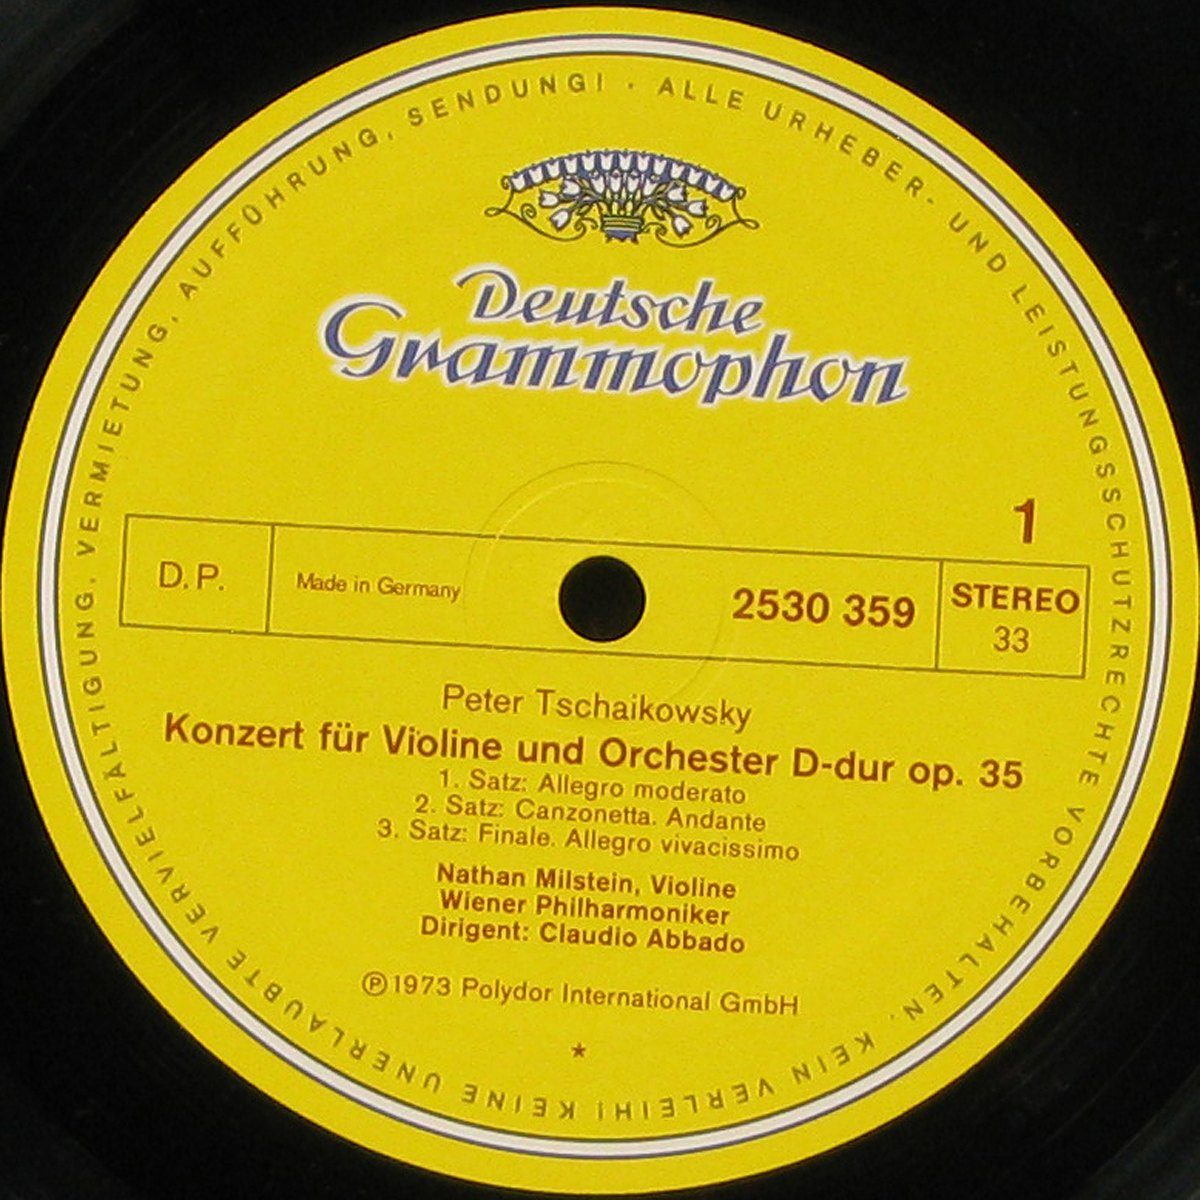 ALLE URHEBER- UND LEISTUNGSSCHUTZRECHTE VORBEHALTEN. KEIN VERLEIH! KEINE UNERLAUBTE VERVIELFÄLTIGUNG, VERMIETUNG, AUFFÜHRUNG, SENDUNG! ·
Deutsche
Grammophon
1
D.P.
Made in Germany
2530 359
STEREO
33
Peter Tschaikowsky
Konzert für Violine und Orchester D-dur op. 35
1. Satz: Allegro moderato
2. Satz: Canzonetta. Andante
3. Satz: Finale. Allegro vivacissimo
Nathan Milstein, Violine
Wiener Philharmoniker
Dirigent: Claudio Abbado
℗ 1973 Polydor International GmbH
*